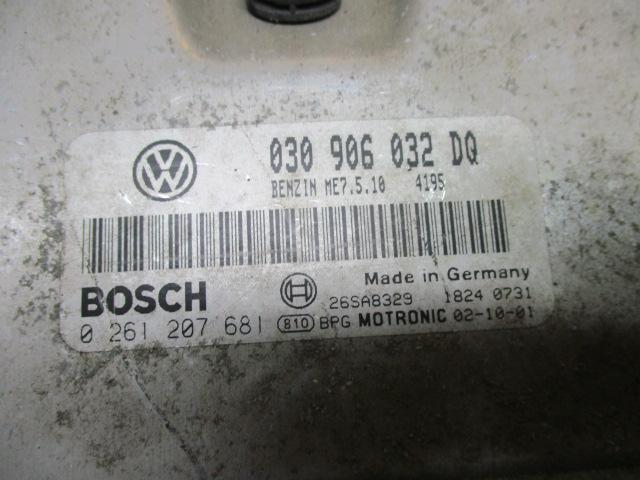 030 906 032 DQ
BENZIN ME7.5.10 4195
Made in Germany
BOSCH 26SA8329 1824 0731
0 261 207 681 810 BPG MOTRONIC 02-10-01